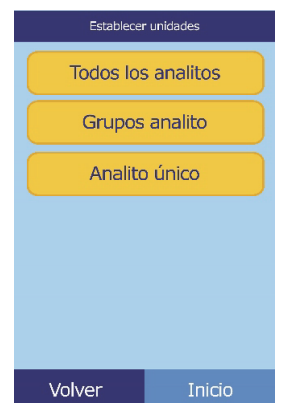 Establecer unidades
Todos los analitos
Grupos analito
Analito único
Volver Inicio